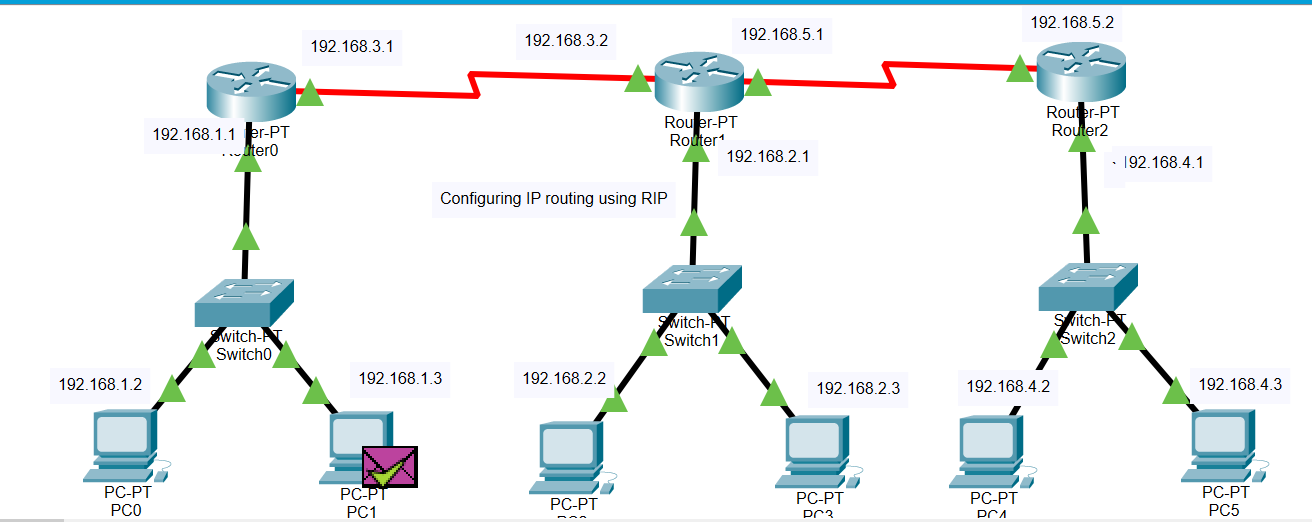 192.168.3.1
192.168.3.2
192.168.5.1
192.168.5.2
192.168.1.1
Router-PT
Router1
192.168.2.1
Router-PT
Router2
192.168.4.1
Configuring IP routing using RIP
Switch-PT
Switch0
Switch-PT
Switch1
Switch-PT
Switch2
192.168.1.2
192.168.1.3
192.168.2.2
192.168.2.3
192.168.4.2
192.168.4.3
PC-PT
PC0
PC-PT
PC1
PC-PT
PC-PT
PC3
PC-PT
PC4
PC-PT
PC5